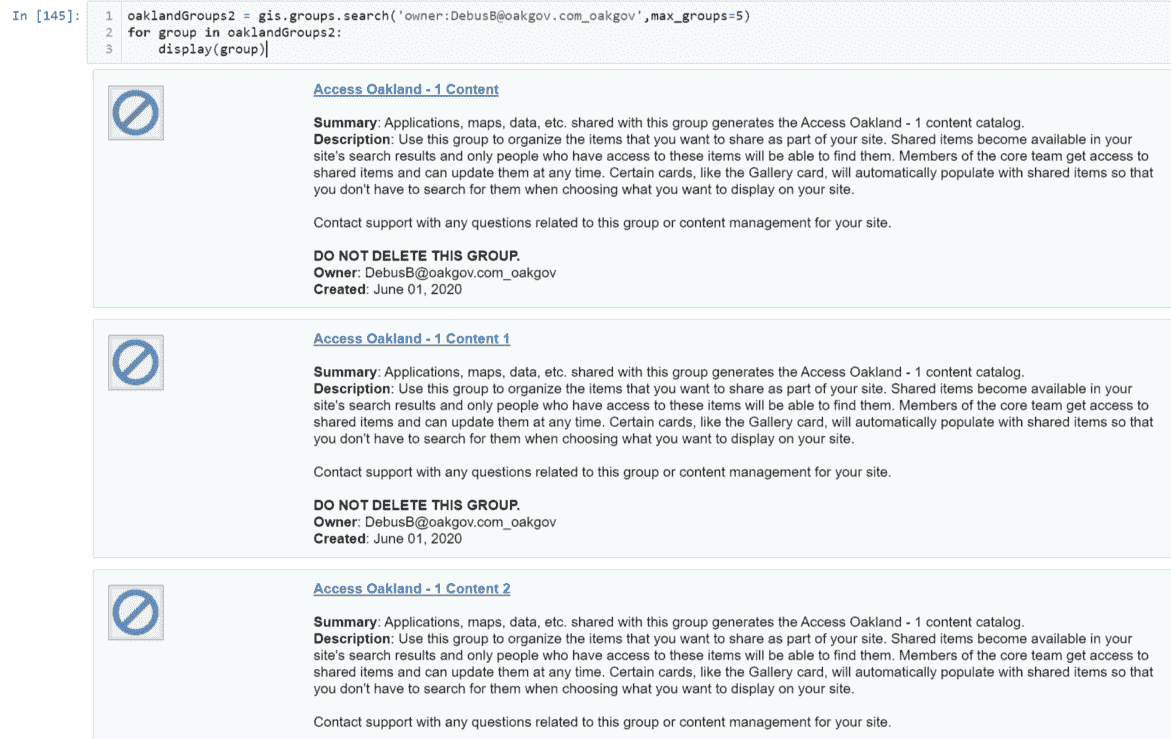 In [145]:
1 oaklandGroups2 = gis.groups.search('owner:DebusB@oakgov.com_oakgov',max_groups=5)
2 for group in oaklandGroups2:
3 display(group)
Access Oakland - 1 Content
Summary: Applications, maps, data, etc. shared with this group generates the Access Oakland - 1 content catalog.
Description: Use this group to organize the items that you want to share as part of your site. Shared items become available in your
site's search results and only people who have access to these items will be able to find them. Members of the core team get access to
shared items and can update them at any time. Certain cards, like the Gallery card, will automatically populate with shared items so that
you don't have to search for them when choosing what you want to display on your site.
Contact support with any questions related to this group or content management for your site.
DO NOT DELETE THIS GROUP.
Owner: DebusB@oakgov.com_oakgov
Created: June 01, 2020
Access Oakland - 1 Content 1
Summary: Applications, maps, data, etc. shared with this group generates the Access Oakland - 1 content catalog.
Description: Use this group to organize the items that you want to share as part of your site. Shared items become available in your
site's search results and only people who have access to these items will be able to find them. Members of the core team get access to
shared items and can update them at any time. Certain cards, like the Gallery card, will automatically populate with shared items so that
you don't have to search for them when choosing what you want to display on your site.
Contact support with any questions related to this group or content management for your site.
DO NOT DELETE THIS GROUP.
Owner: DebusB@oakgov.com_oakgov
Created: June 01, 2020
Access Oakland - 1 Content 2
Summary: Applications, maps, data, etc. shared with this group generates the Access Oakland - 1 content catalog.
Description: Use this group to organize the items that you want to share as part of your site. Shared items become available in your
site's search results and only people who have access to these items will be able to find them. Members of the core team get access to
shared items and can update them at any time. Certain cards, like the Gallery card, will automatically populate with shared items so that
you don't have to search for them when choosing what you want to display on your site.
Contact support with any questions related to this group or content management for your site.